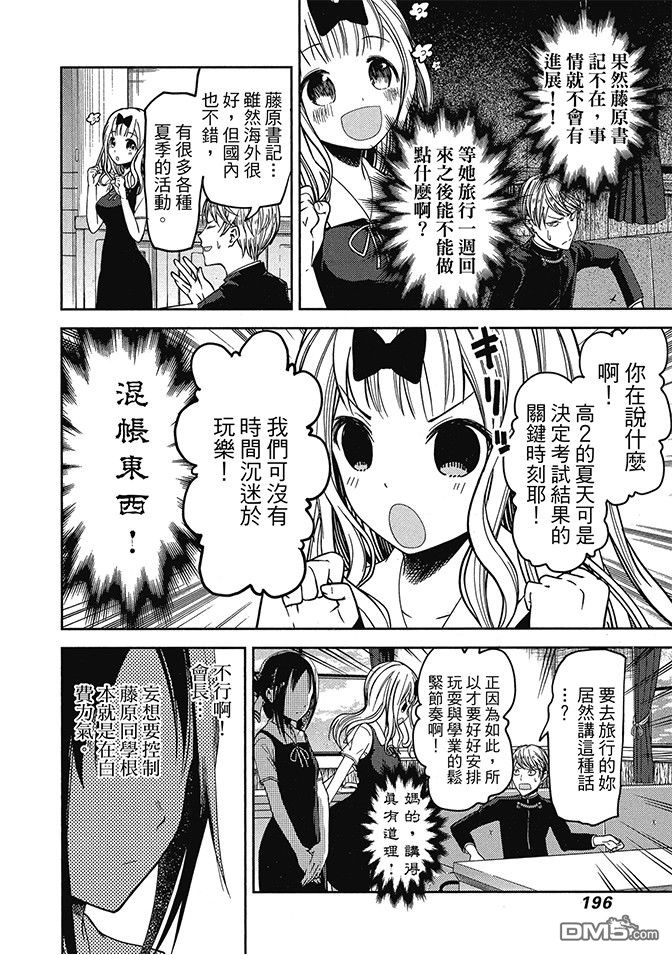 果然藤原書
記不在，事
情就不會有
進展！！
等她旅行一週回
來之後能不能做
點什麼啊？
藤原書記…
雖然海外很
好，但國內
也不錯，
有很多各種
夏季的活動。
你在說什麼
啊！
高2的夏天可是
決定考試結果的
關鍵時刻耶！
我們可沒有
時間沉迷於
玩樂！
混帳東西！
要去旅行的妳
居然講這種話
…？
正因為如此，所
以才要好好安排
玩耍與學業的鬆
緊節奏啊！
媽的，講得
真有道理！
不行啊！
會長…
妄想要控制
藤原同學根
本就是在白
費力氣。
196
DM5.com